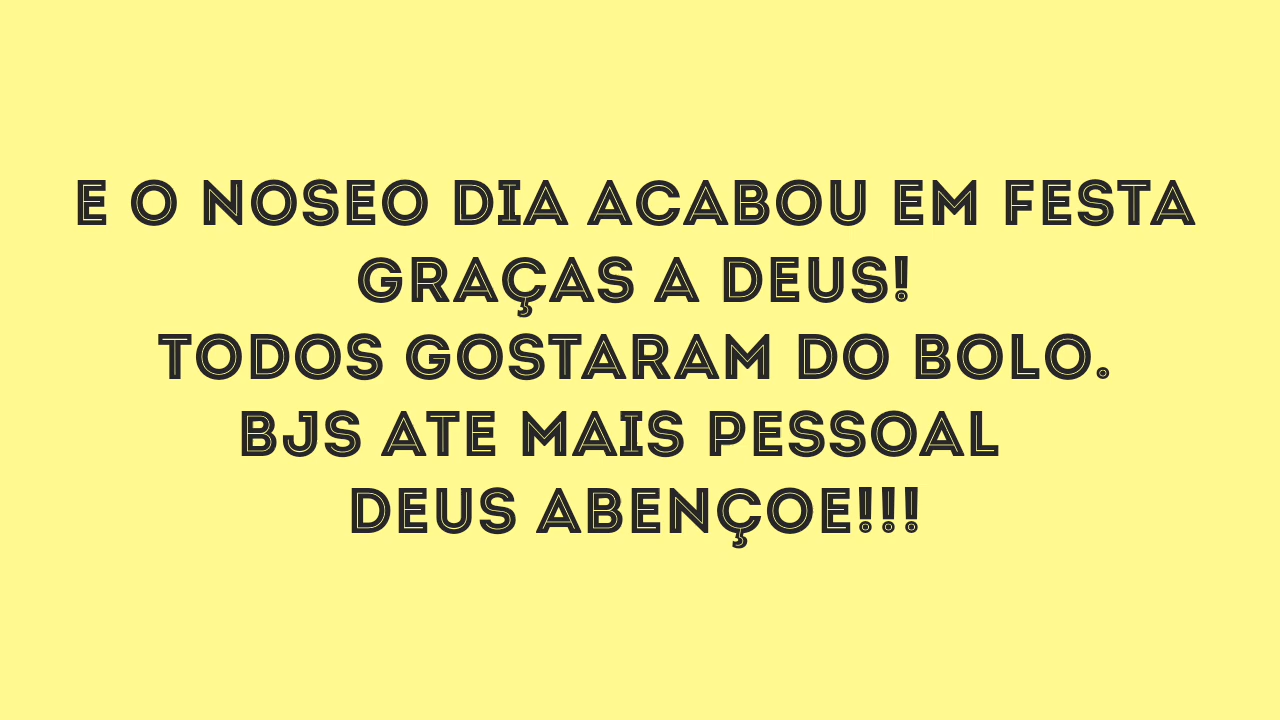 E O NOSEO DIA ACABOU EM FESTA
GRAÇAS A DEUS!
TODOS GOSTARAM DO BOLO.
BJS ATE MAIS PESSOAL
DEUS ABENÇOE!!!